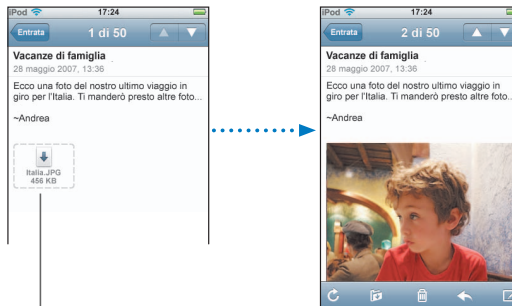 iPod 17:24
Entrata 1 di 50
Vacanze di famiglia
28 maggio 2007, 13:36
Ecco una foto del nostro ultimo viaggio in
giro per l'Italia. Ti manderò presto altre foto...
~Andrea
Italia.JPG
456 KB
iPod 17:24
Entrata 2 di 50
Vacanze di famiglia
28 maggio 2007, 13:36
Ecco una foto del nostro ultimo viaggio in
giro per l'Italia. Ti manderò presto altre foto...
~Andrea